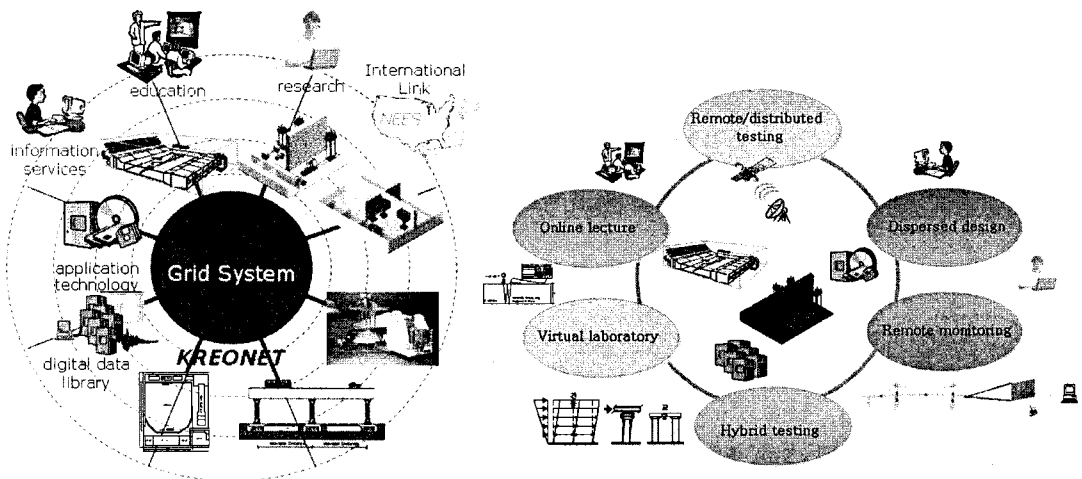 education
research
International
Link
NEES
information
services
application
technology
Grid System
digital data
library
KREONET
Remote/distributed
testing
Online lecture
Dispersed design
Virtual laboratory
Remote monitoring
Hybrid testing